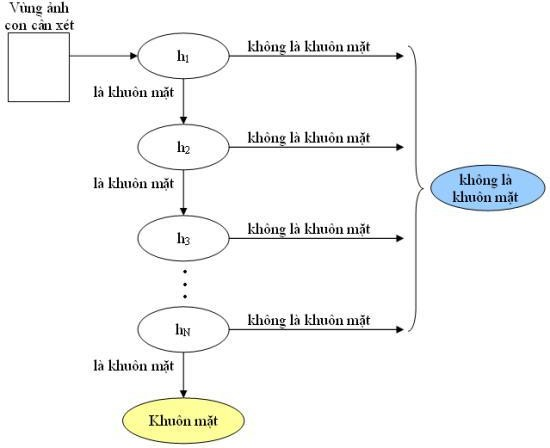 Vùng ảnh
con cần xét
h1
không là khuôn mặt
là khuôn mặt
h2
không là khuôn mặt
là khuôn mặt
không là
khuôn mặt
h3
không là khuôn mặt
hN
không là khuôn mặt
là khuôn mặt
Khuôn mặt